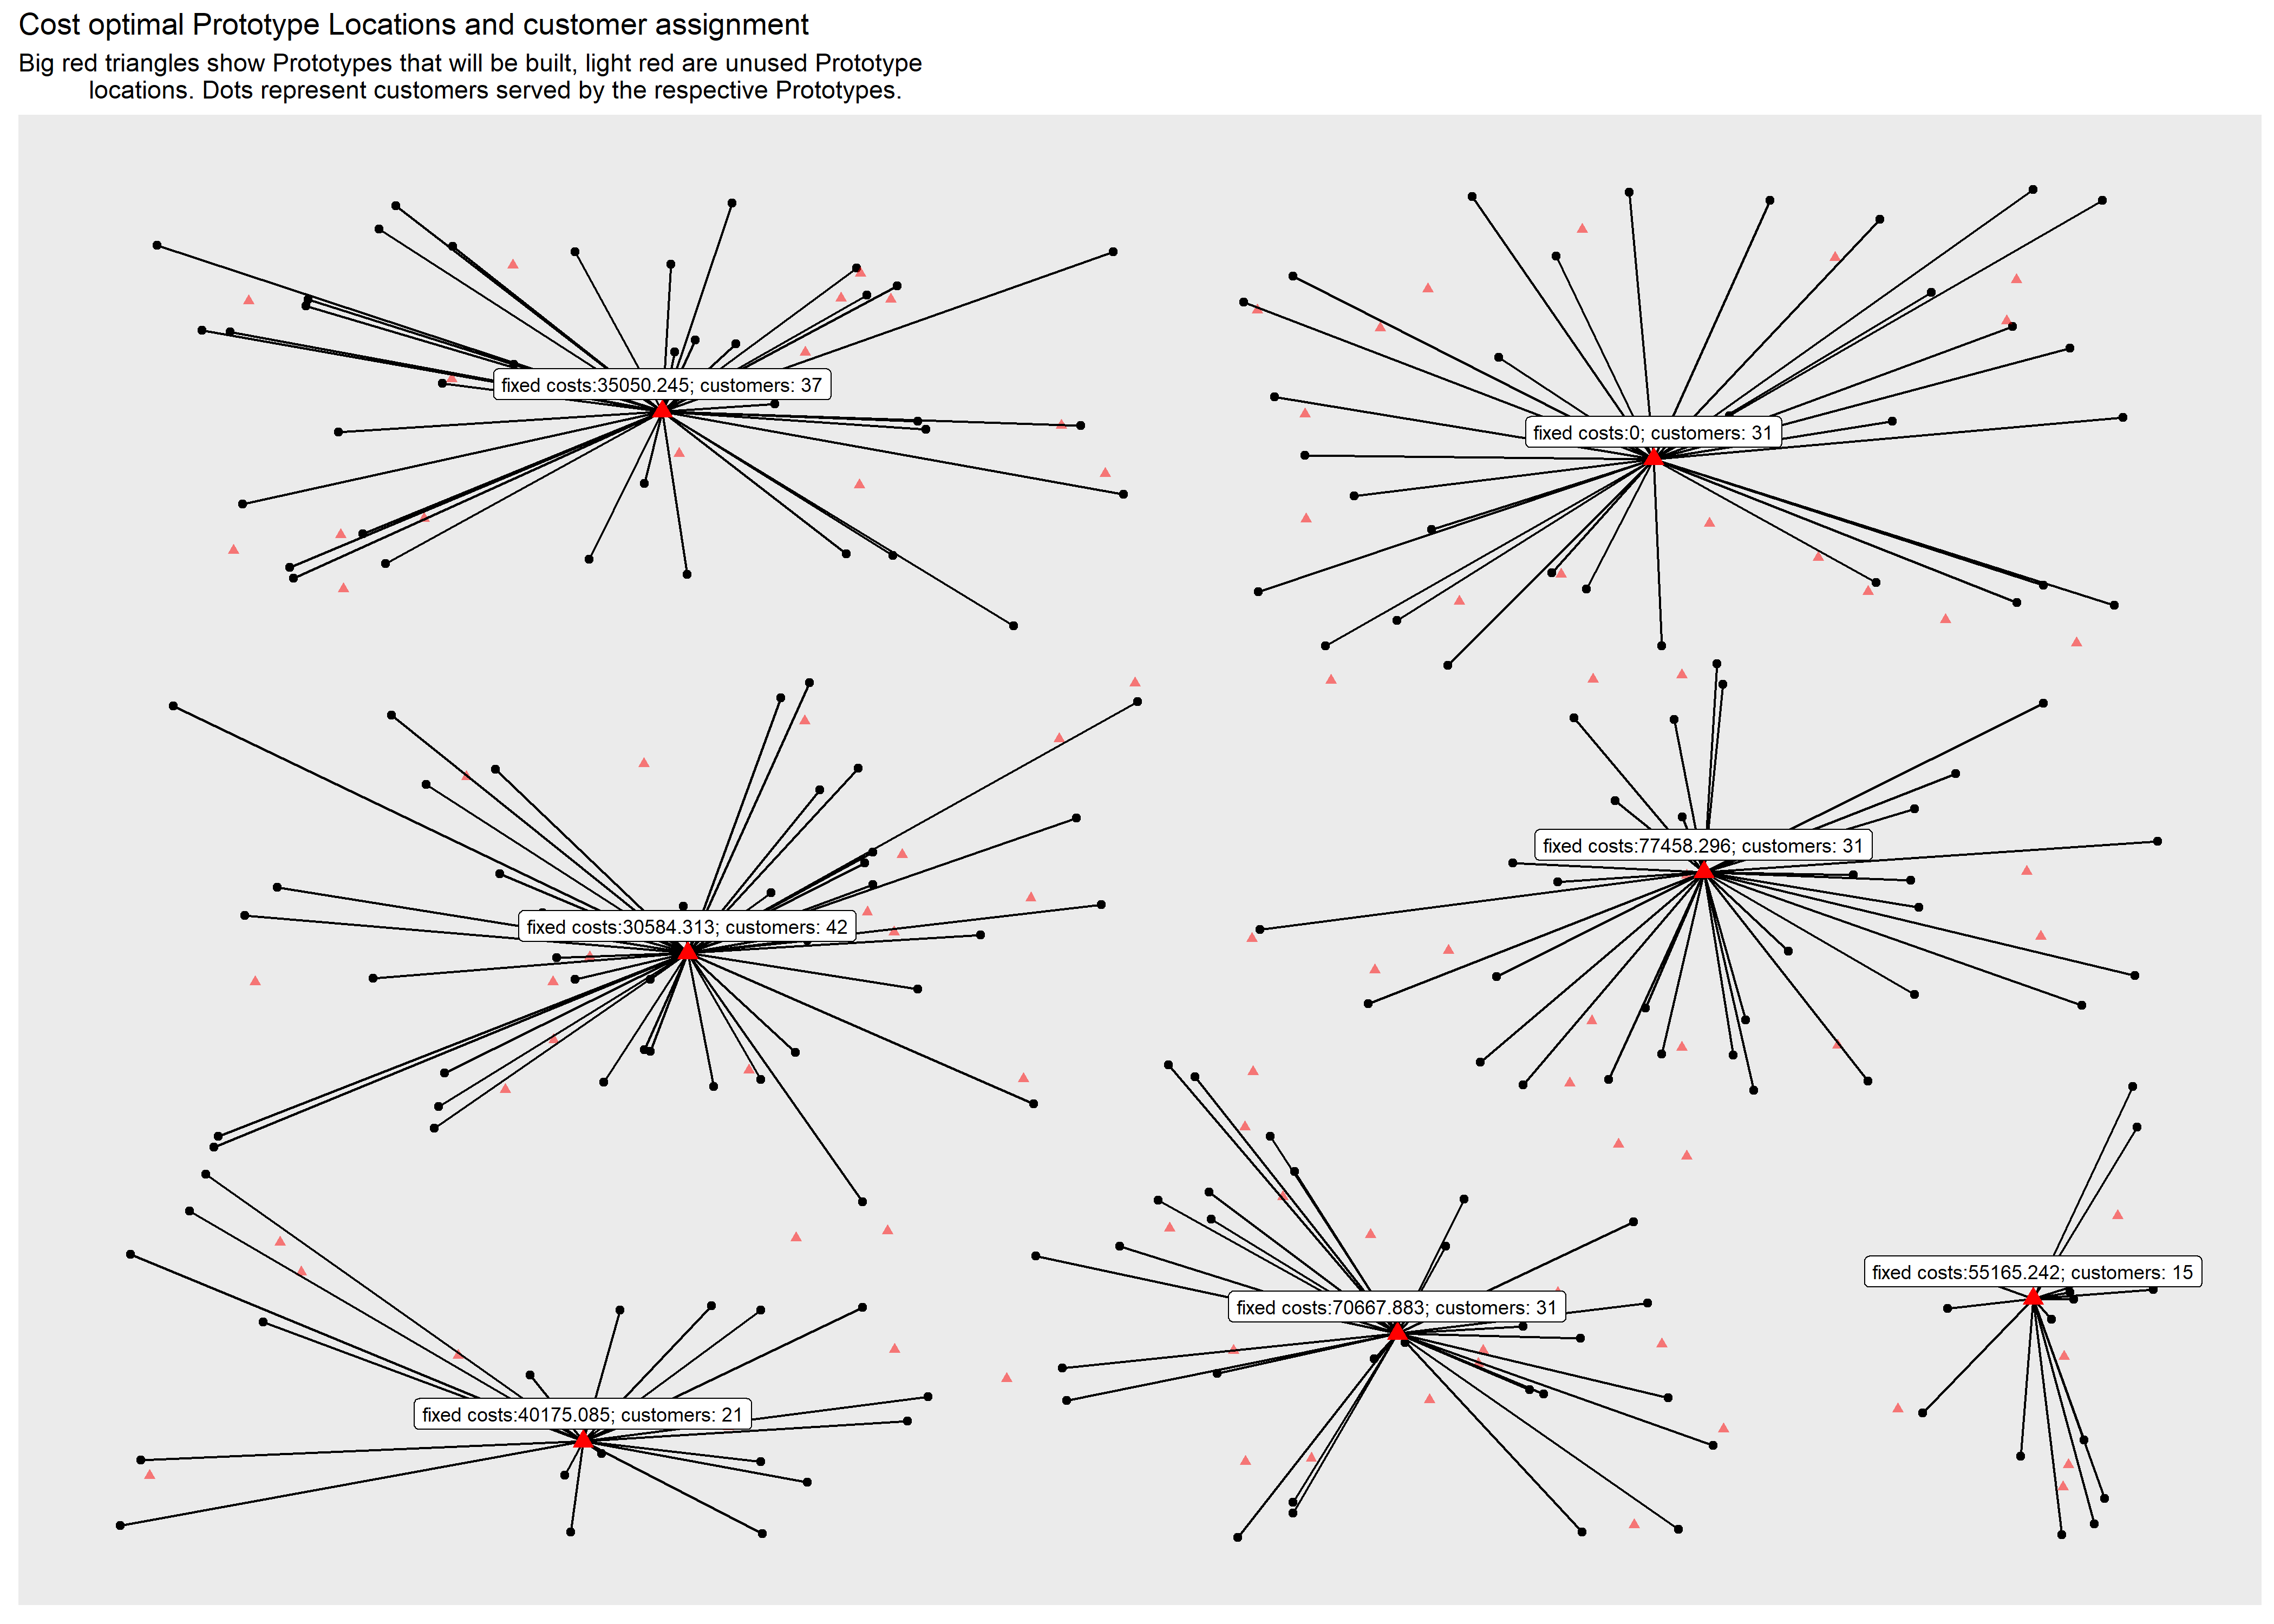 Cost optimal Prototype Locations and customer assignment
Big red triangles show Prototypes that will be built, light red are unused Prototype
locations. Dots represent customers served by the respective Prototypes.
fixed costs:35050.245; customers: 37
fixed costs:0; customers: 31
fixed costs:77458.296; customers: 31
fixed costs:30584.313; customers: 42
fixed costs:55165.242; customers: 15
fixed costs:70667.883; customers: 31
fixed costs:40175.085; customers: 21